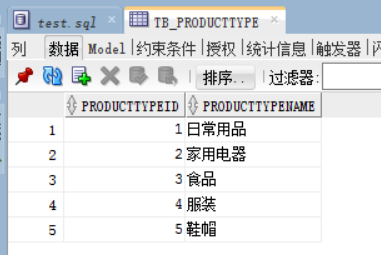 test.sql TB_PRODUCTTYPE
列 数据 Model 约束条件 授权 统计信息 触发器
排序... 过滤器:
PRODUCTTYPEID PRODUCTTYPENAME
1 1 日常用品
2 2 家用电器
3 3 食品
4 4 服装
5 5 鞋帽